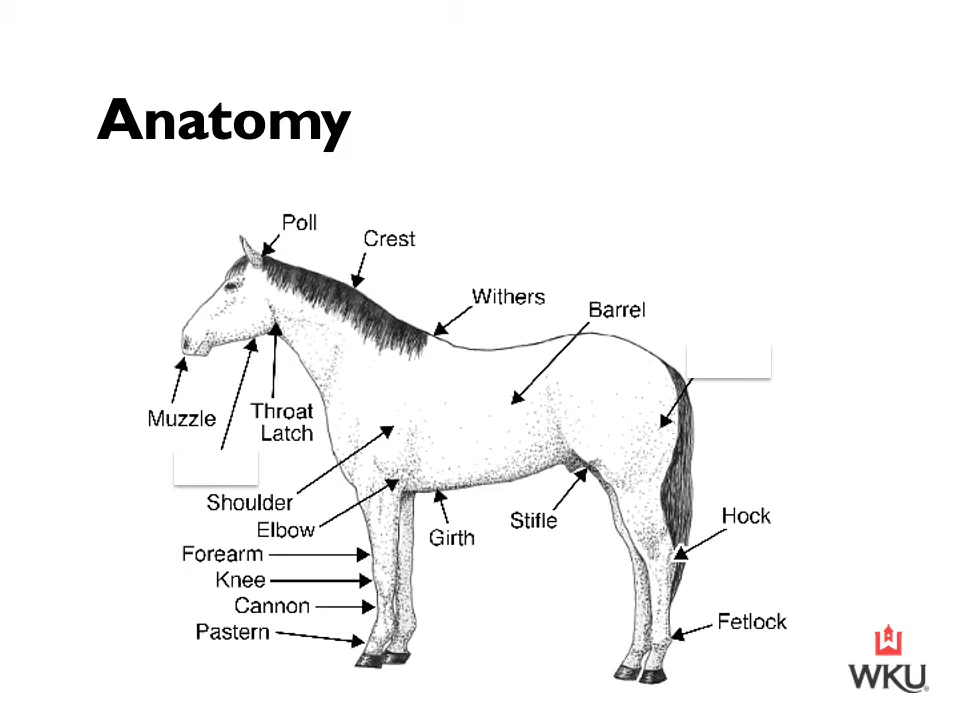 Anatomy
Poll
Crest
Withers
Barrel
Muzzle
Throat
Latch
Shoulder
Elbow
Forearm
Knee
Cannon
Pastern
Girth
Stifle
Hock
Fetlock
WKU®